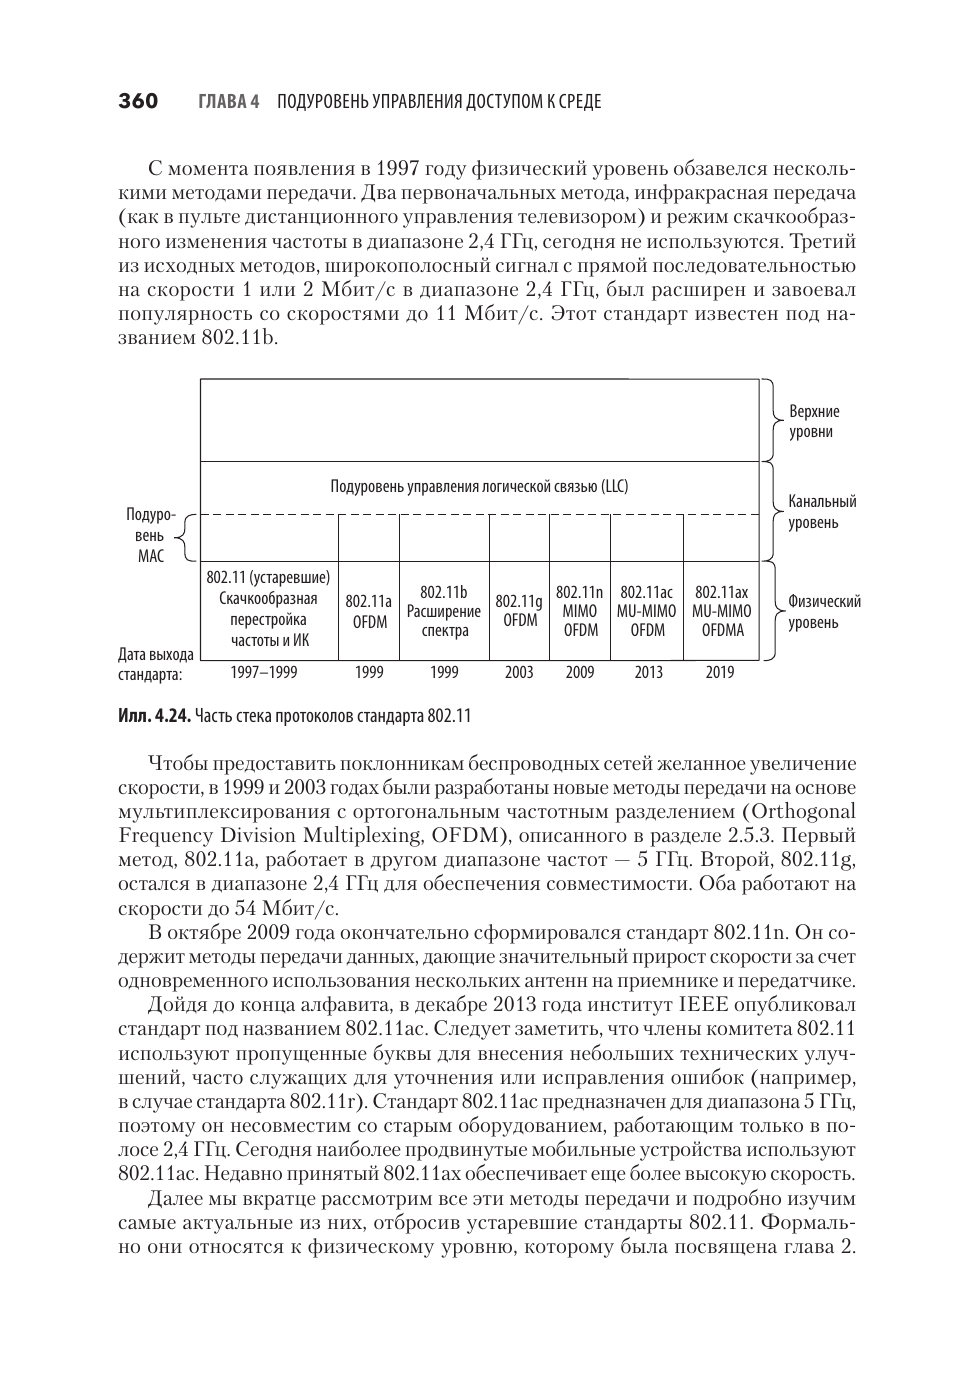 360 ГЛАВА 4 ПОДУРОВЕНЬ УПРАВЛЕНИЯ ДОСТУПОМ К СРЕДЕ
С момента появления в 1997 году физический уровень обзавелся несколь-
кими методами передачи. Два первоначальных метода, инфракрасная передача
(как в пульте дистанционного управления телевизором) и режим скачкообраз-
ного изменения частоты в диапазоне 2,4 ГГц, сегодня не используются. Третий
из исходных методов, широкополосный сигнал с прямой последовательностью
на скорости 1 или 2 Мбит/с в диапазоне 2,4 ГГц, был расширен и завоевал
популярность со скоростями до 11 Мбит/с. Этот стандарт известен под на-
званием 802.11b.
Верхние
уровни
Подуровень управления логической связью (LLC)
Канальный
уровень
Подуро-
вень
MAC
802.11 (устаревшие)
Скачкообразная
перестройка
частоты и ИК
802.11a
OFDM
802.11b
Расширение
спектра
802.11g
OFDM
802.11n
MIMO
OFDM
802.11ac
MU-MIMO
OFDM
802.11ax
MU-MIMO
OFDMA
Физический
уровень
Дата выхода
стандарта:
1997–1999 1999 1999 2003 2009 2013 2019
Илл. 4.24. Часть стека протоколов стандарта 802.11
Чтобы предоставить поклонникам беспроводных сетей желанное увеличение
скорости, в 1999 и 2003 годах были разработаны новые методы передачи на основе
мультиплексирования с ортогональным частотным разделением (Orthogonal
Frequency Division Multiplexing, OFDM), описанного в разделе 2.5.3. Первый
метод, 802.11a, работает в другом диапазоне частот — 5 ГГц. Второй, 802.11g,
остался в диапазоне 2,4 ГГц для обеспечения совместимости. Оба работают на
скорости до 54 Мбит/с.
В октябре 2009 года окончательно сформировался стандарт 802.11n. Он со-
держит методы передачи данных, дающие значительный прирост скорости за счет
одновременного использования нескольких антенн на приемнике и передатчике.
Дойдя до конца алфавита, в декабре 2013 года институт IEEE опубликовал
стандарт под названием 802.11ac. Следует заметить, что члены комитета 802.11
используют пропущенные буквы для внесения небольших технических улуч-
шений, часто служащих для уточнения или исправления ошибок (например,
в случае стандарта 802.11r). Стандарт 802.11ac предназначен для диапазона 5 ГГц,
поэтому он несовместим со старым оборудованием, работающим только в по-
лосе 2,4 ГГц. Сегодня наиболее продвинутые мобильные устройства используют
802.11ac. Недавно принятый 802.11ax обеспечивает еще более высокую скорость.
Далее мы вкратце рассмотрим все эти методы передачи и подробно изучим
самые актуальные из них, отбросив устаревшие стандарты 802.11. Формаль-
но они относятся к физическому уровню, которому была посвящена глава 2.